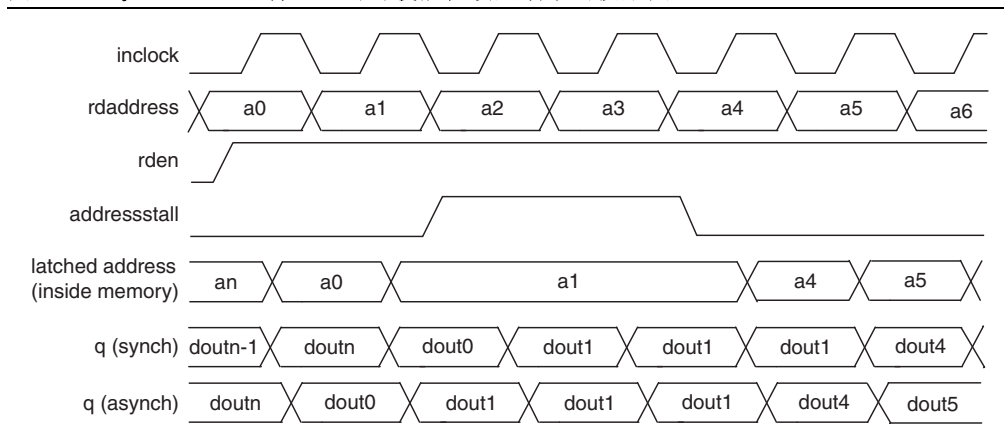 inclock
rdaddress a0 a1 a2 a3 a4 a5 a6
rden
addressstall
latched address
(inside memory) an a0 a1 a4 a5
q (synch) doutn-1 doutn dout0 dout1 dout1 dout1 dout4
q (asynch) doutn dout0 dout1 dout1 dout1 dout4 dout5